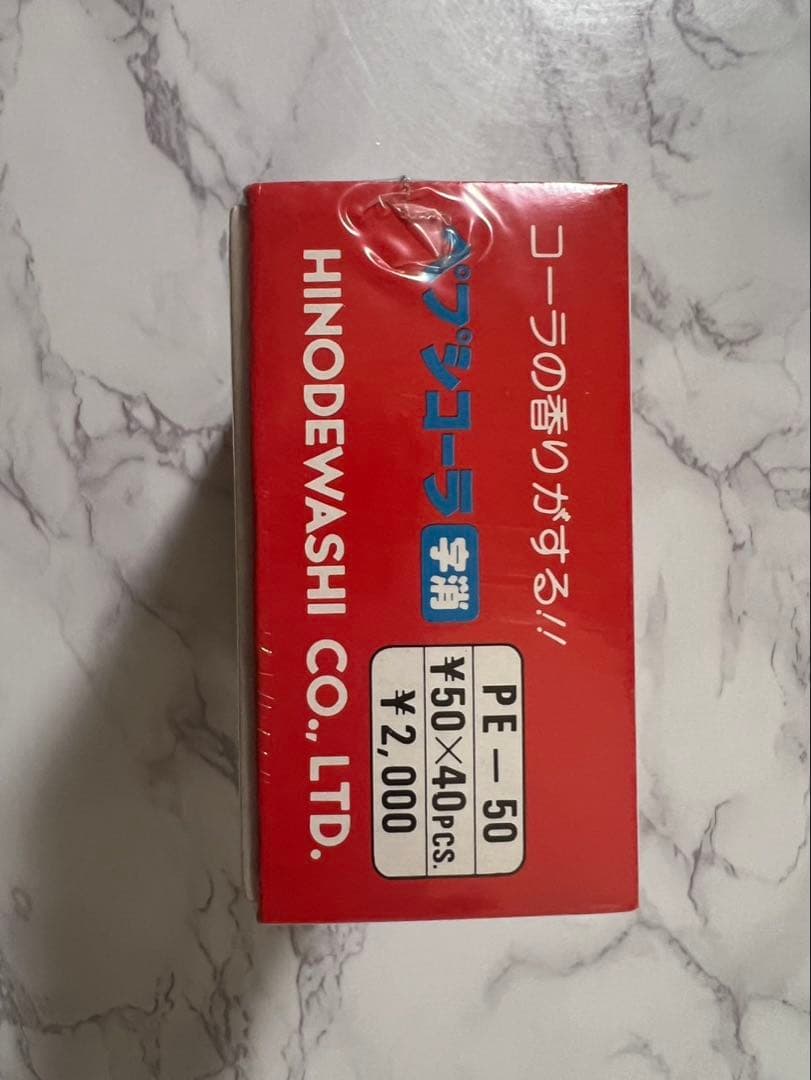 コーラの香りがする!!
ペプシコーラ 字消
PE－50
¥50×40PCS.
¥2,000
HINODEWASHI CO., LTD.